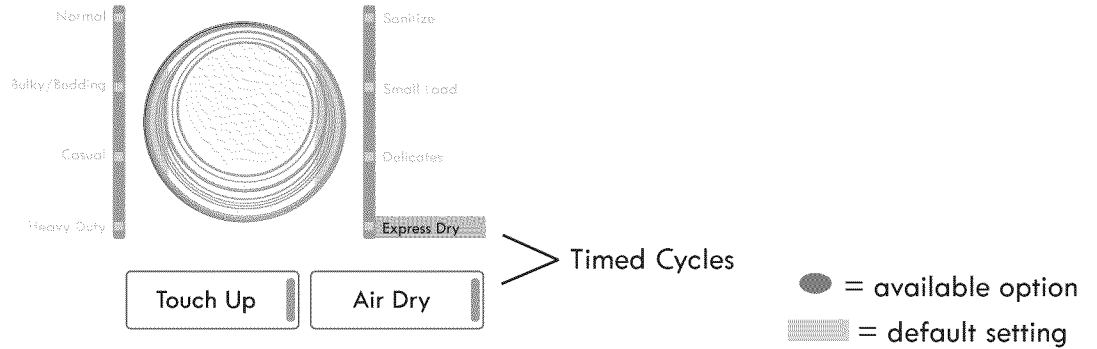 Normal
Sanitize
Bulky/Bedding
Small Load
Casual
Delicates
Heavy Duty
Express Dry
Timed Cycles
Touch Up
Air Dry
= available option
= default setting